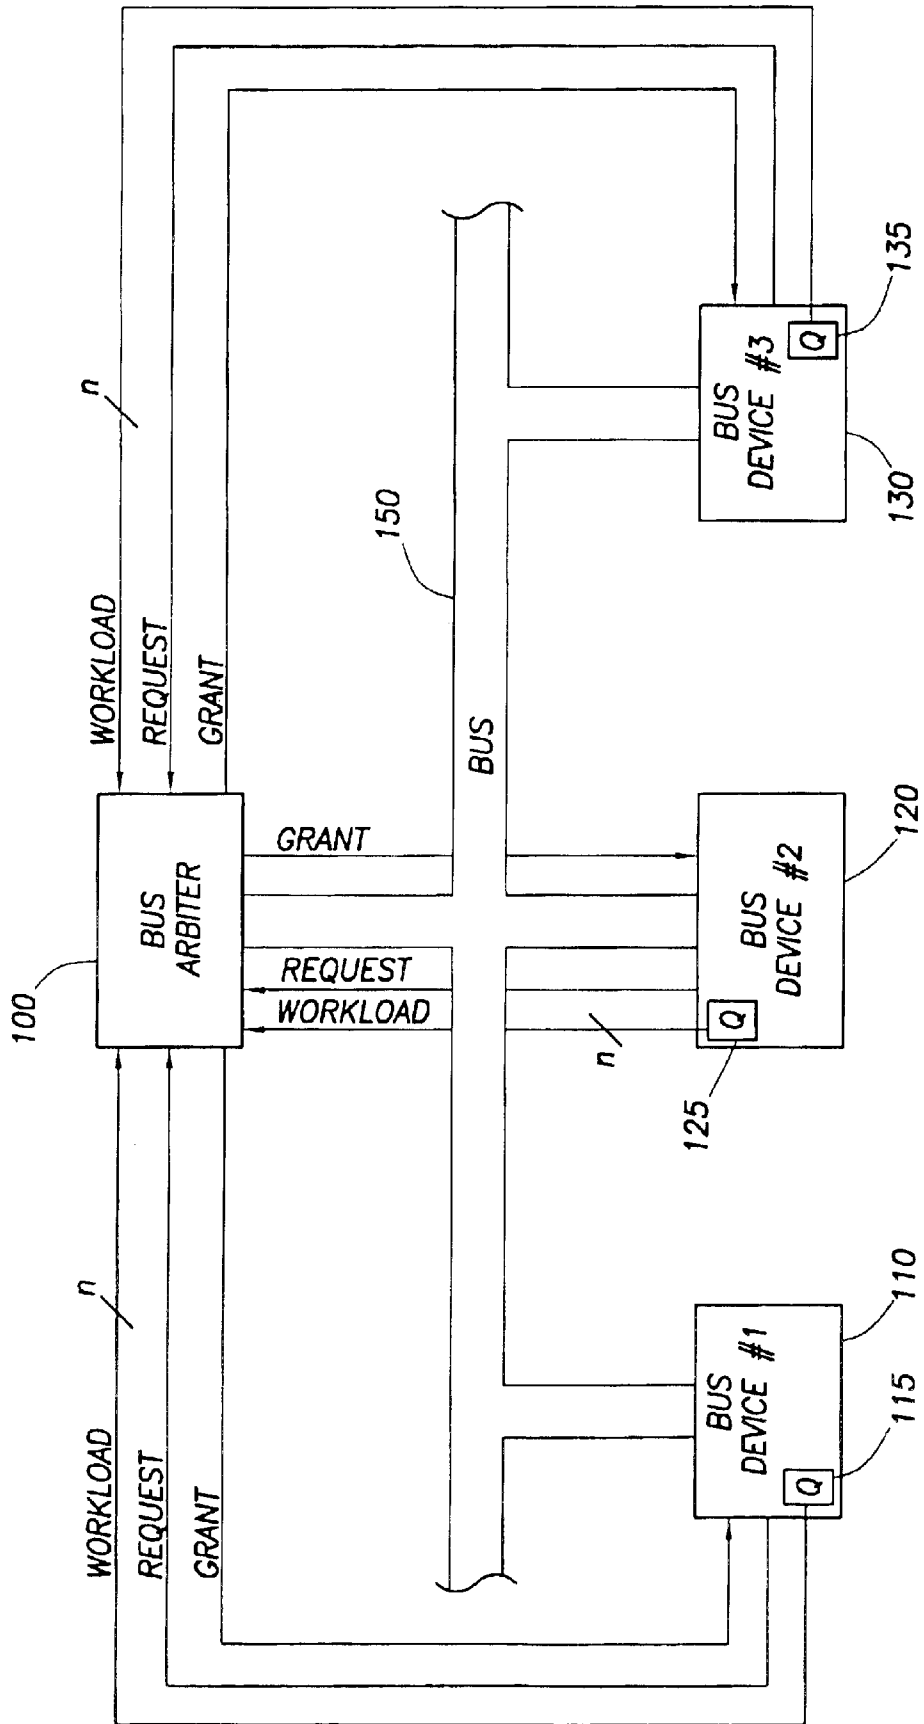 WORKLOAD
n
REQUEST
GRANT
100
BUS
ARBITER
GRANT
REQUEST
WORKLOAD
n
WORKLOAD
n
REQUEST
GRANT
BUS
150
BUS
DEVICE #1
Q
110
115
BUS
DEVICE #2
Q
120
125
BUS
DEVICE #3
Q
130
135